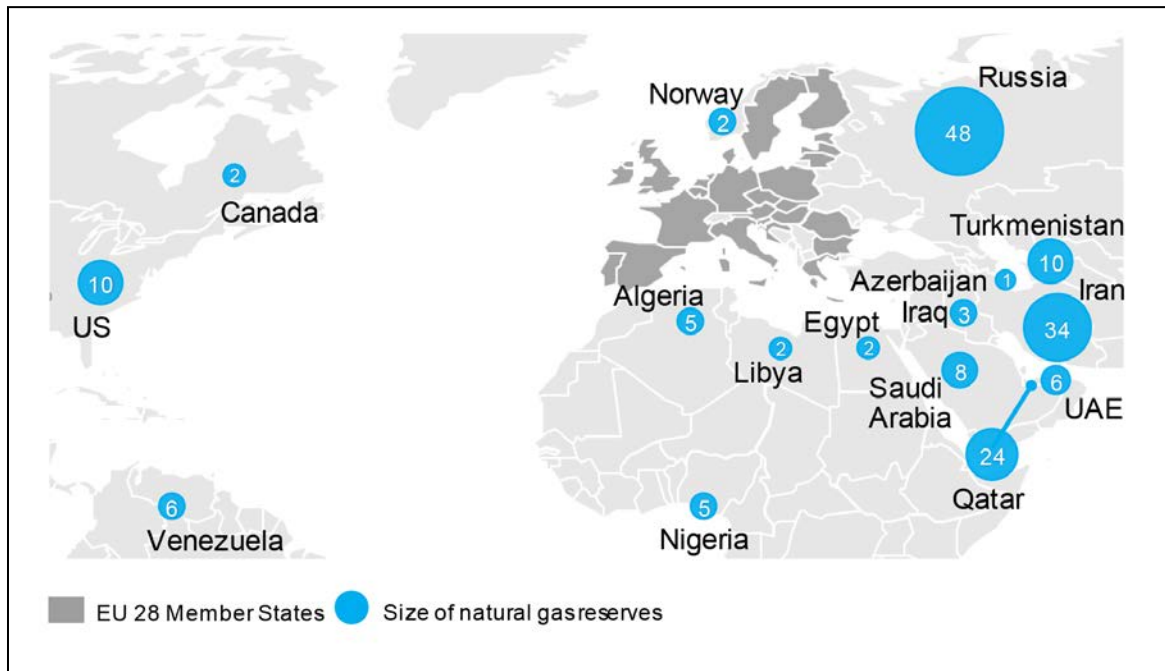 Russia
48
Norway
2
2
Canada
Turkmenistan
10
10
US
Azerbaijan
1
Iran
34
Algeria
5
Iraq
3
Egypt
2
Libya
2
Saudi
Arabia
8
6
UAE
24
Qatar
6
Venezuela
5
Nigeria
EU 28 Member States
Size of natural gasreserves